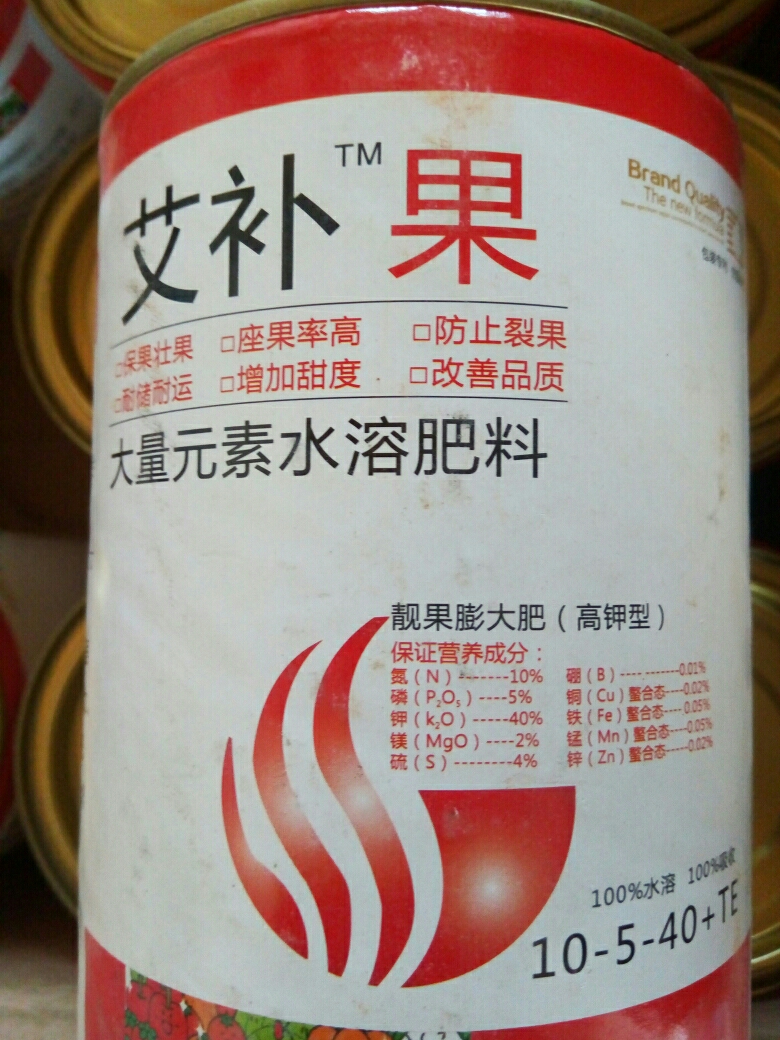 艾补™果
Brand Quality
The new formula
□保果壮果 □座果率高 □防止裂果
□耐储耐运 □增加甜度 □改善品质
大量元素水溶肥料
靓果膨大肥（高钾型）
保证营养成分：
氮（N）-------10%
磷（P₂O₅）----5%
钾（k₂O）-----40%
镁（MgO）----2%
硫（S）--------4%
硼（B）----.-------0.01%
铜（Cu）螯合态----0.02%
铁（Fe）螯合态----0.05%
锰（Mn）螯合态----0.05%
锌（Zn）螯合态-----0.02%
100%水溶 100%吸收
10-5-40+TE